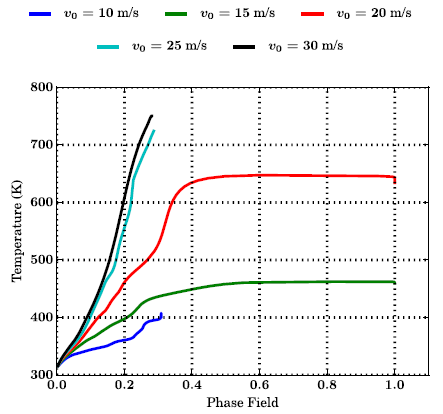 v₀ = 10 m/s v₀ = 15 m/s v₀ = 20 m/s
v₀ = 25 m/s v₀ = 30 m/s
800
700
600
500
400
300
Temperature (K)
0.0 0.2 0.4 0.6 0.8 1.0
Phase Field